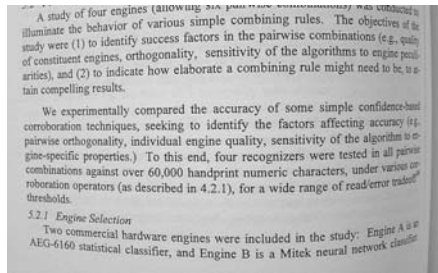 A study of four engines (allowing six pairwise combinations) was conducted to
illuminate the behavior of various simple combining rules. The objectives of the
study were (1) to identify success factors in the pairwise combinations (e.g., quality
of constituent engines, orthogonality, sensitivity of the algorithms to engine peculi-
arities), and (2) to indicate how elaborate a combining rule might need to be, to
tain compelling results.
We experimentally compared the accuracy of some simple confidence-based
corroboration techniques, seeking to identify the factors affecting accuracy (e.g.,
pairwise orthogonality, individual engine quality, sensitivity of the algorithm to en-
gine-specific properties.) To this end, four recognizers were tested in all pairwise
combinations against over 60,000 handprint numeric characters, under various cor-
roboration operators (as described in 4.2.1), for a wide range of read/error tradeoff
thresholds.
5.2.1 Engine Selection
Two commercial hardware engines were included in the study: Engine A is an
AEG-6160 statistical classifier, and Engine B is a Mitek neural network classifier